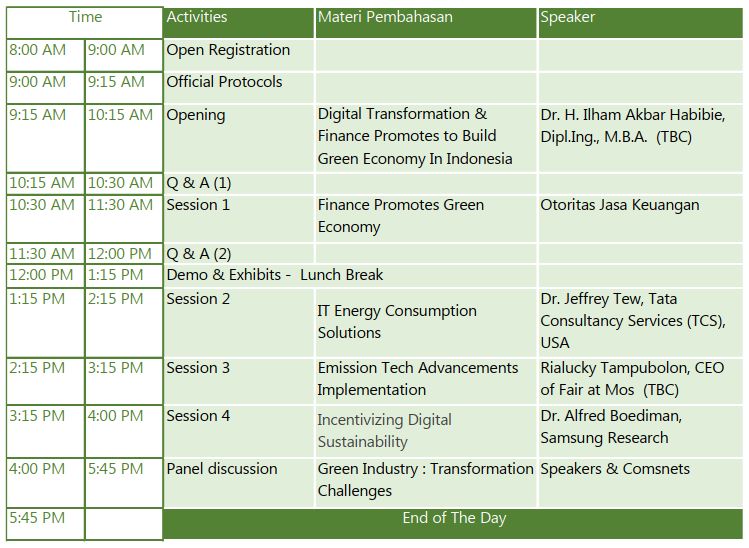 Time Activities Materi Pembahasan Speaker
8:00 AM 9:00 AM Open Registration
9:00 AM 9:15 AM Official Protocols
9:15 AM 10:15 AM Opening Digital Transformation & Dr. H. Ilham Akbar Habibie,
Finance Promotes to Build Dipl.Ing., M.B.A. (TBC)
Green Economy In Indonesia
10:15 AM 10:30 AM Q & A (1)
10:30 AM 11:30 AM Session 1 Finance Promotes Green Otoritas Jasa Keuangan
Economy
11:30 AM 12:00 PM Q & A (2)
12:00 PM 1:15 PM Demo & Exhibits - Lunch Break
1:15 PM 2:15 PM Session 2 IT Energy Consumption Dr. Jeffrey Tew, Tata
Solutions Consultancy Services (TCS),
USA
2:15 PM 3:15 PM Session 3 Emission Tech Advancements Rialucky Tampubolon, CEO
Implementation of Fair at Mos (TBC)
3:15 PM 4:00 PM Session 4 Incentivizing Digital Dr. Alfred Boediman,
Sustainability Samsung Research
4:00 PM 5:45 PM Panel discussion Green Industry : Transformation Speakers & Comsnets
Challenges
5:45 PM End of The Day